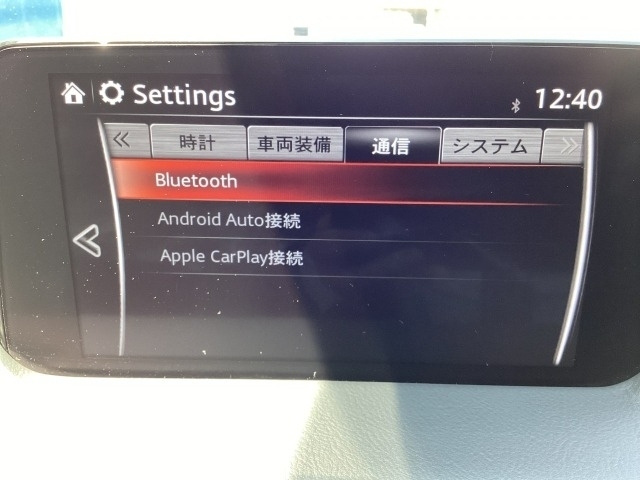 Settings 12:40
時計 車両装備 通信 システム
Bluetooth
Android Auto接続
Apple CarPlay接続